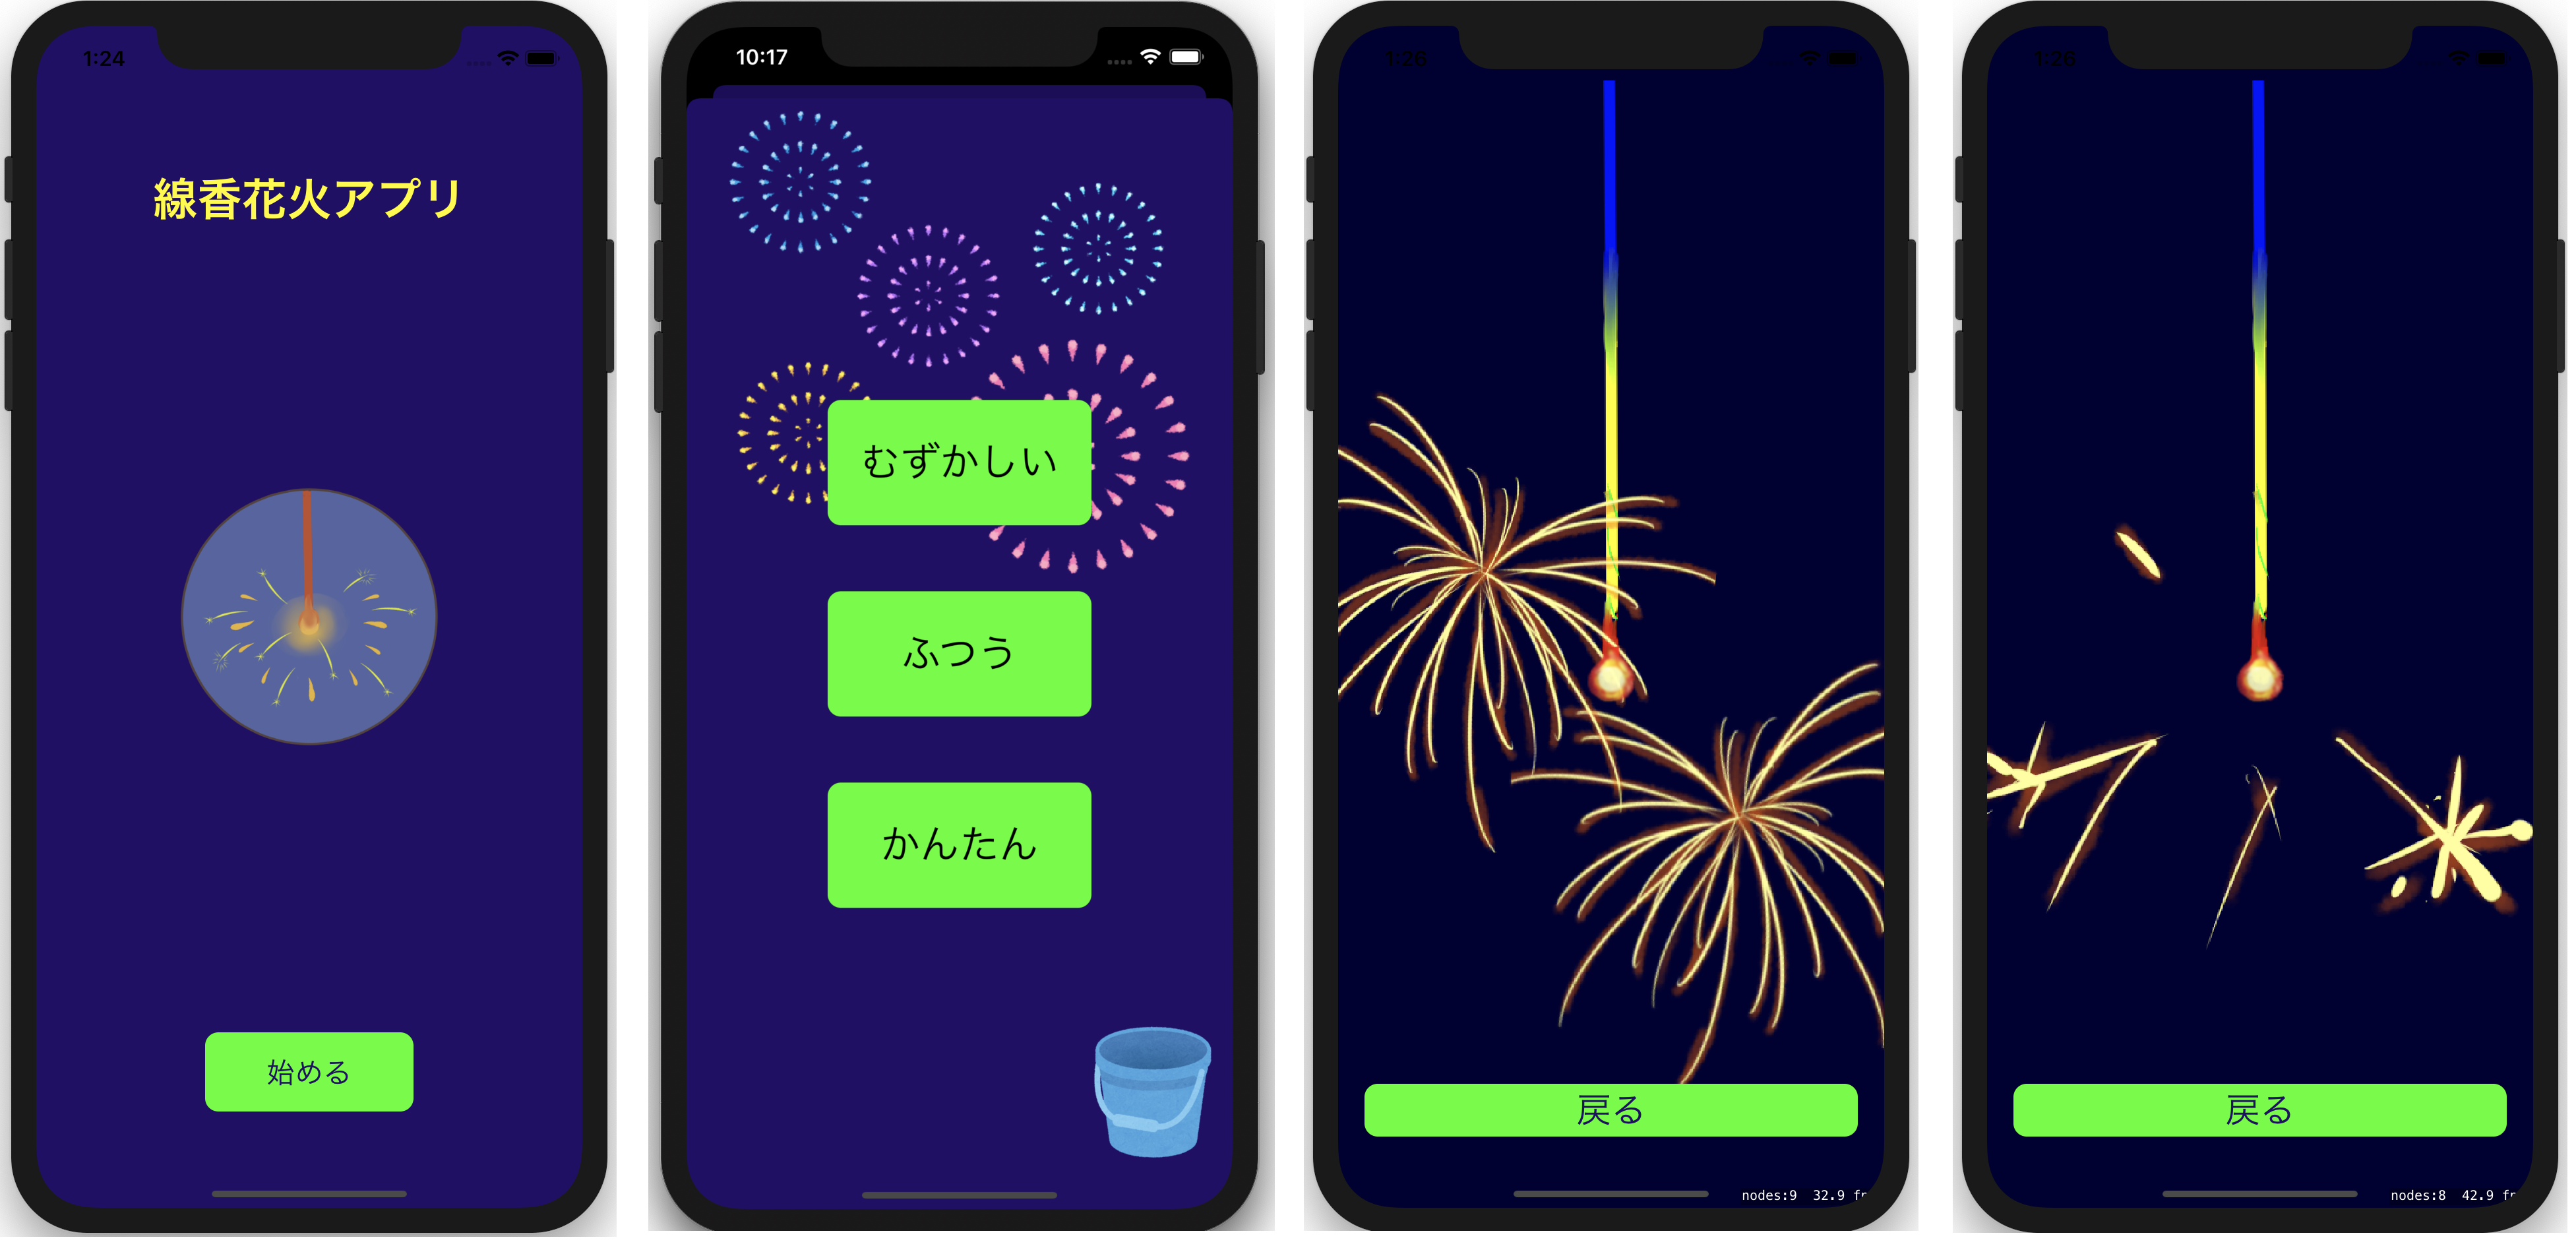 1:24
線香花火アプリ
始める
10:17
むずかしい
ふつう
かんたん
1:26
戻る
nodes:9 32.9 fp
1:26
戻る
nodes:8 42.9 fp